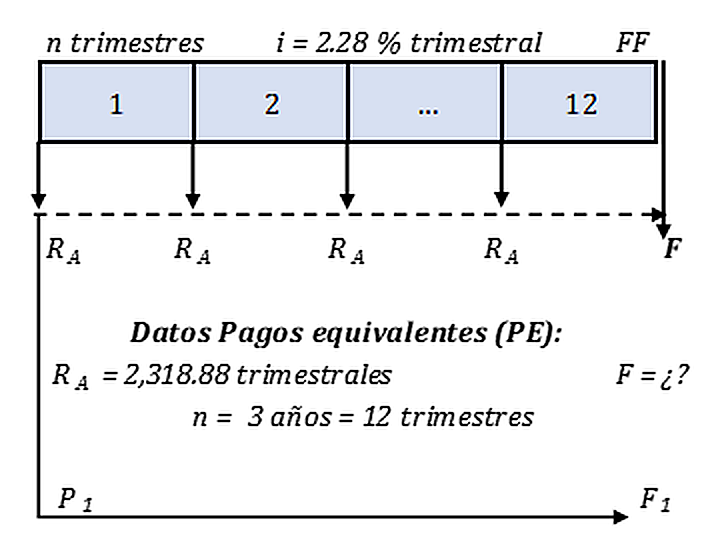 n trimestres i = 2.28 % trimestral FF
1 2 ... 12
R A R A R A R A F
Datos Pagos equivalentes (PE):
R A = 2,318.88 trimestrales F = ¿?
n = 3 años = 12 trimestres
P 1 F 1